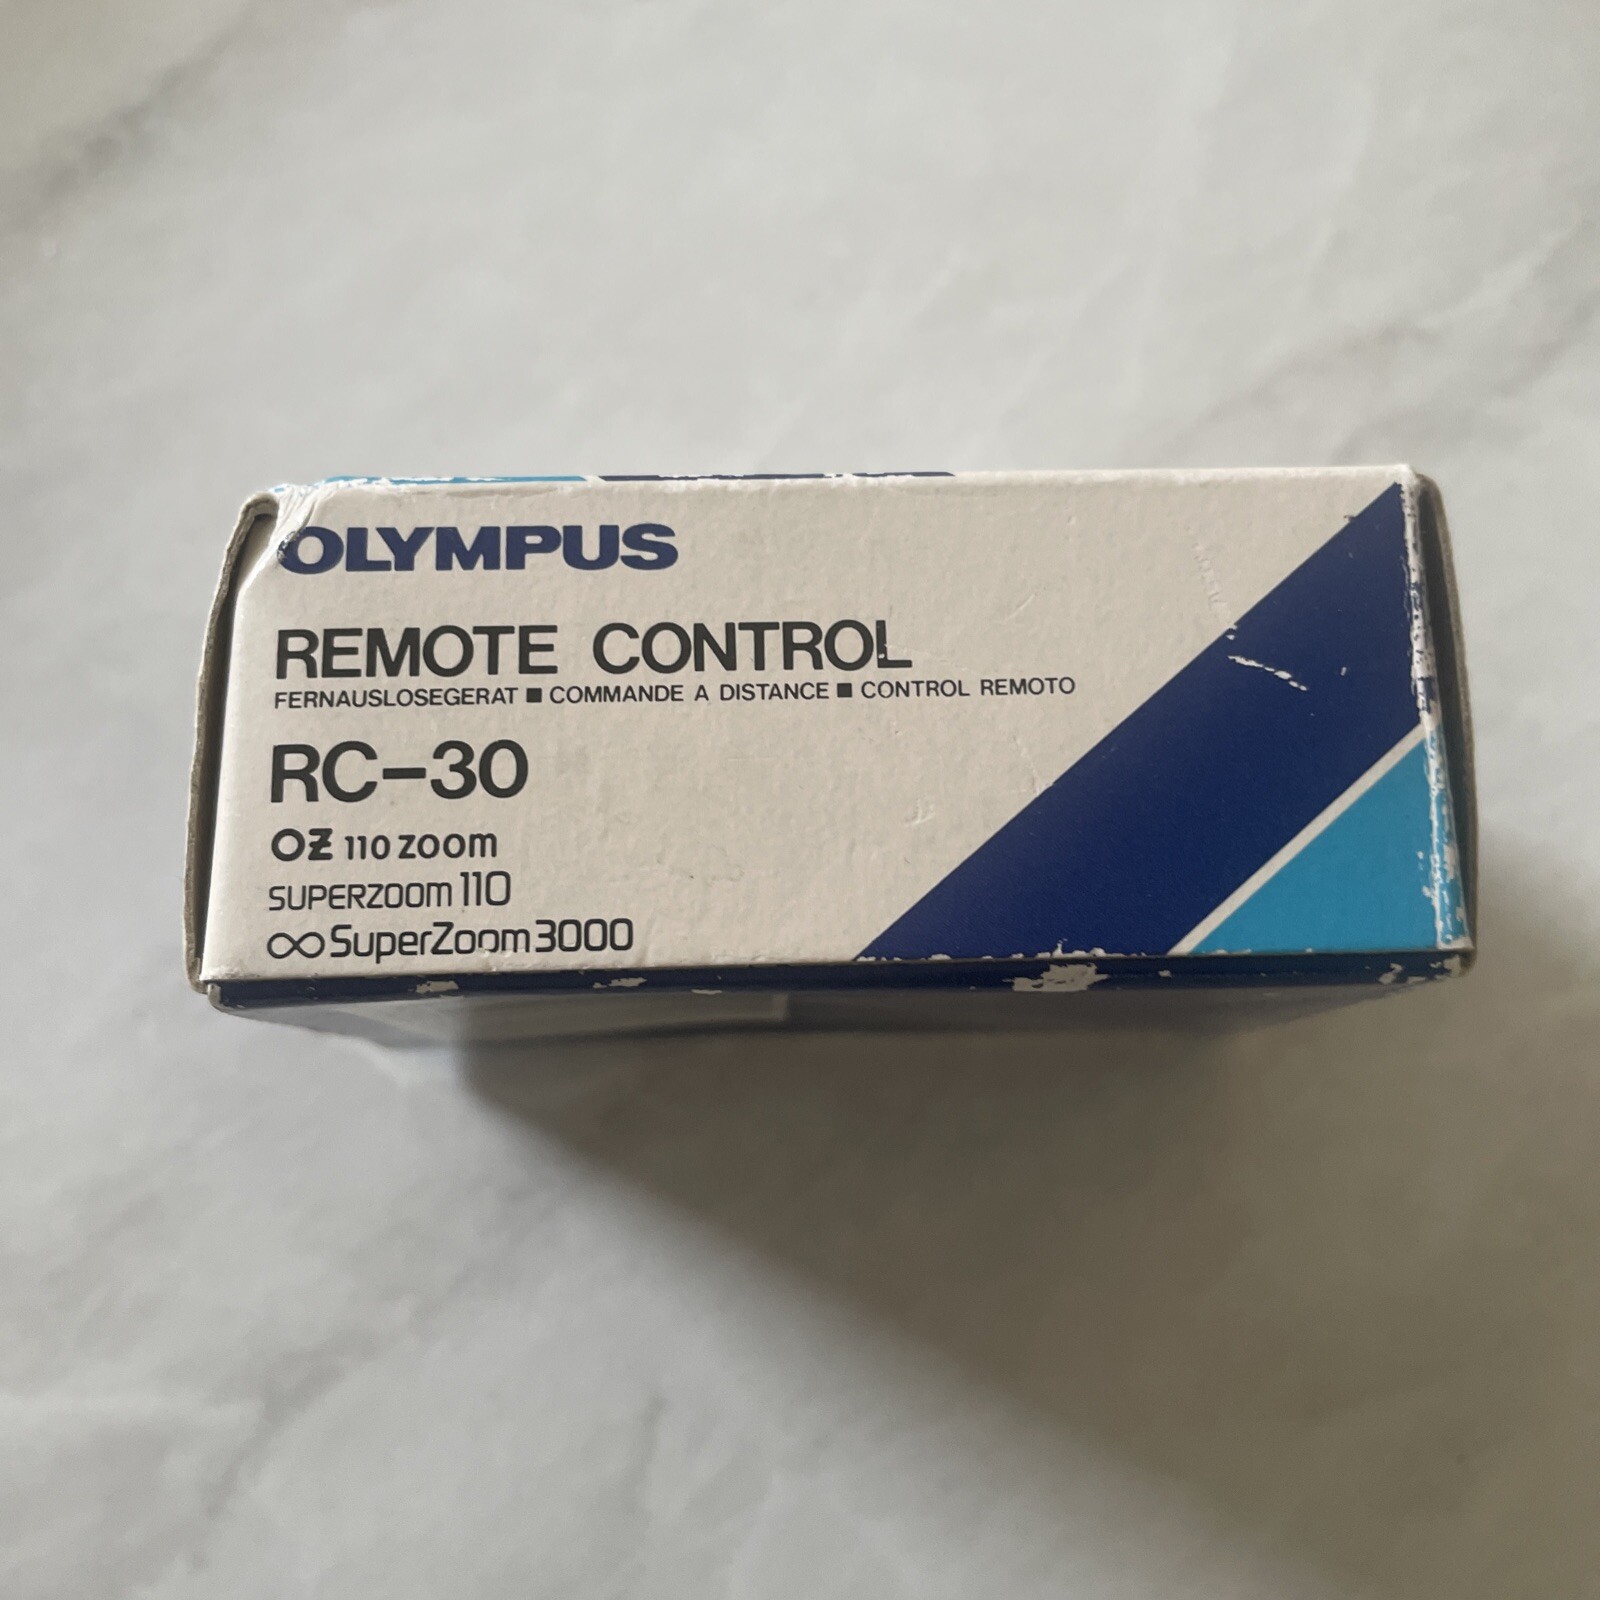 OLYMPUS
REMOTE CONTROL
FERNAUSLOSEGERAT ■ COMMANDE A DISTANCE ■ CONTROL REMOTO
RC-30
OZ 110 ZOOM
SUPERZOOM 110
∞ SuperZoom 3000